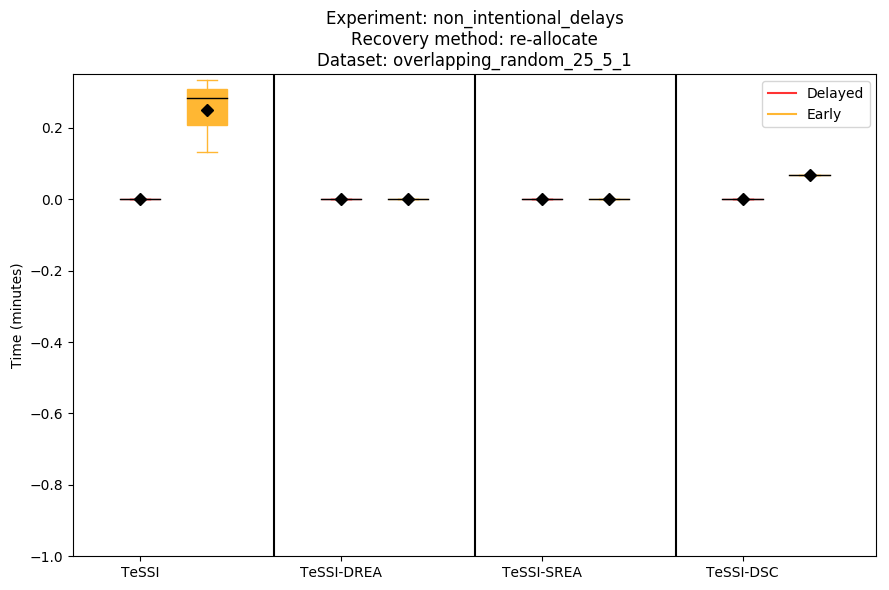 Experiment: non_intentional_delays
Recovery method: re-allocate
Dataset: overlapping_random_25_5_1
Delayed
Early
0.2
0.0
−0.2
−0.4
−0.6
−0.8
−1.0
Time (minutes)
TeSSI
TeSSI-DREA
TeSSI-SREA
TeSSI-DSC